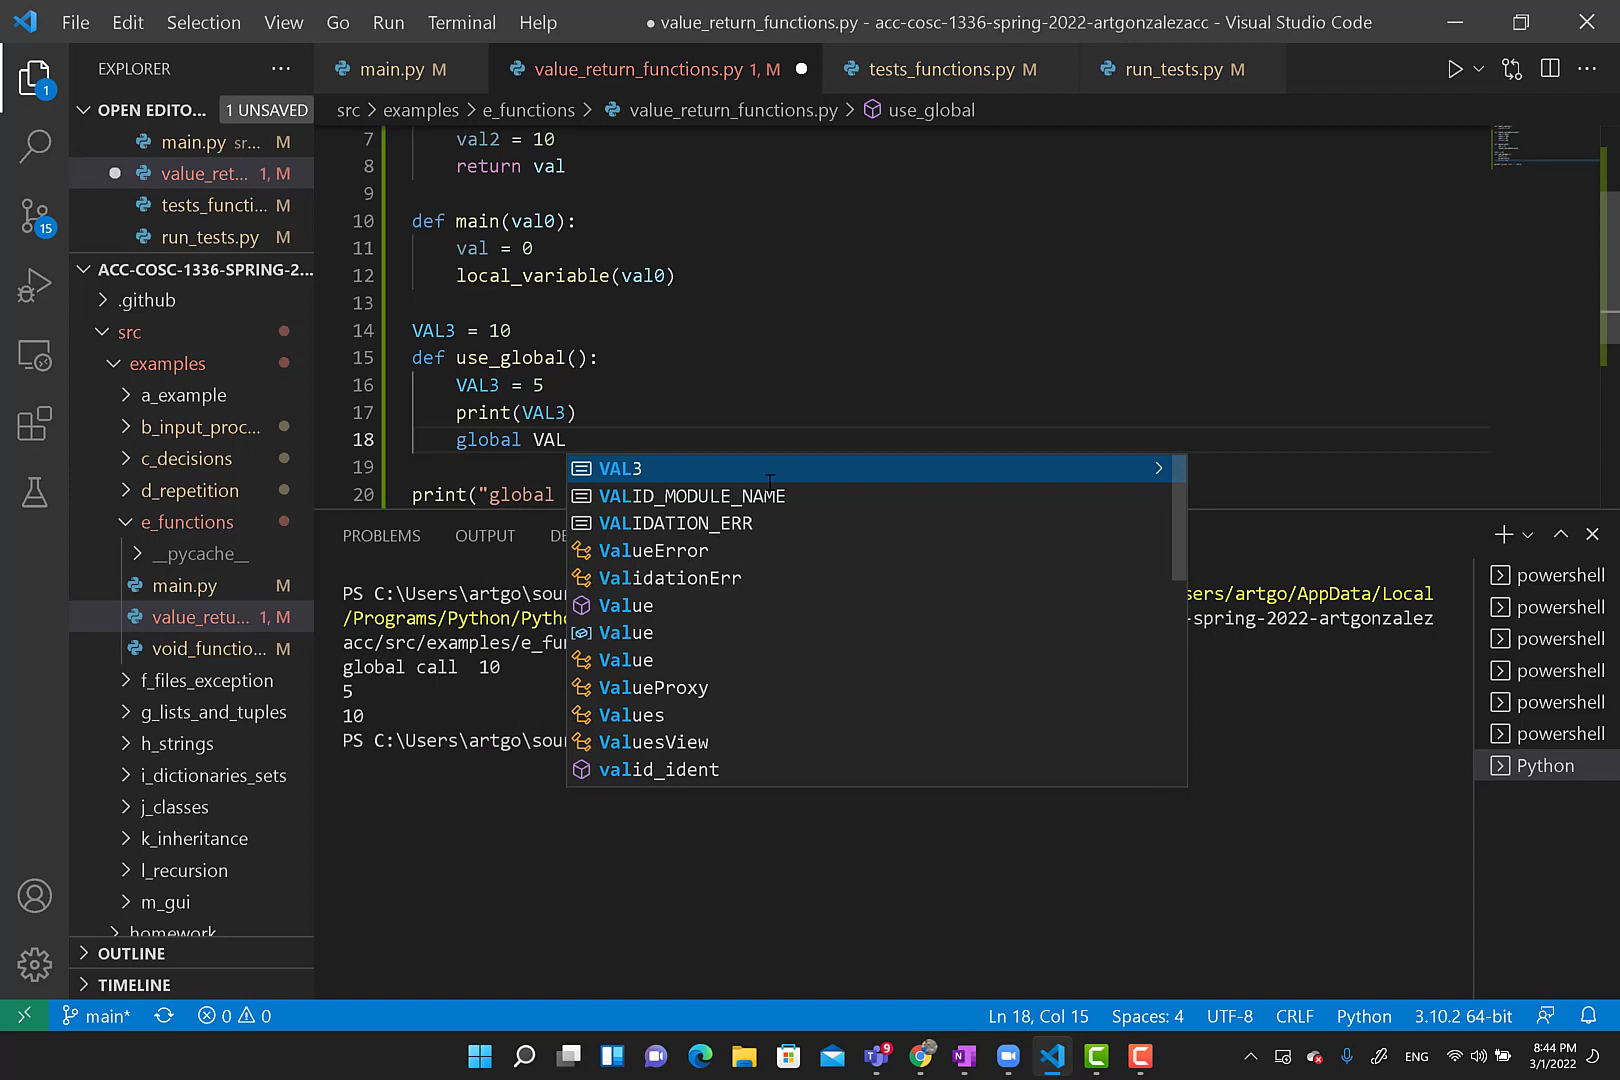 File Edit Selection View Go Run Terminal Help
● value_return_functions.py - acc-cosc-1336-spring-2022-artgonzalezacc - Visual Studio Code
EXPLORER
main.py M
value_return_functions.py 1, M
tests_functions.py M
run_tests.py M
OPEN EDITO... 1 UNSAVED
src > examples > e_functions > value_return_functions.py > use_global
main.py sr... M
value_ret... 1, M
tests_functi... M
run_tests.py M
ACC-COSC-1336-SPRING-2...
.github
src
examples
a_example
b_input_proc...
c_decisions
d_repetition
e_functions
__pycache__
main.py M
value_retu... 1, M
void_functio... M
f_files_exception
g_lists_and_tuples
h_strings
i_dictionaries_sets
j_classes
k_inheritance
l_recursion
m_gui
homework
OUTLINE
TIMELINE
1
15
7 val2 = 10
8 return val
9
10 def main(val0):
11 val = 0
12 local_variable(val0)
13
14 VAL3 = 10
15 def use_global():
16 VAL3 = 5
17 print(VAL3)
18 global VAL
19
20 print("global
VAL3
VALID_MODULE_NAME
VALIDATION_ERR
ValueError
ValidationErr
Value
Value
Value
ValueProxy
Values
ValuesView
valid_ident
PROBLEMS OUTPUT DE
PS C:\Users\artgo\sou sers/artgo/AppData/Local
/Programs/Python/Pytho -spring-2022-artgonzalez
acc/src/examples/e_fu
global call  10
5
10
PS C:\Users\artgo\sou
powershell
powershell
powershell
powershell
powershell
powershell
Python
main* 0 0
Ln 18, Col 15 Spaces: 4 UTF-8 CRLF Python 3.10.2 64-bit
9
ENG
8:44 PM
3/1/2022